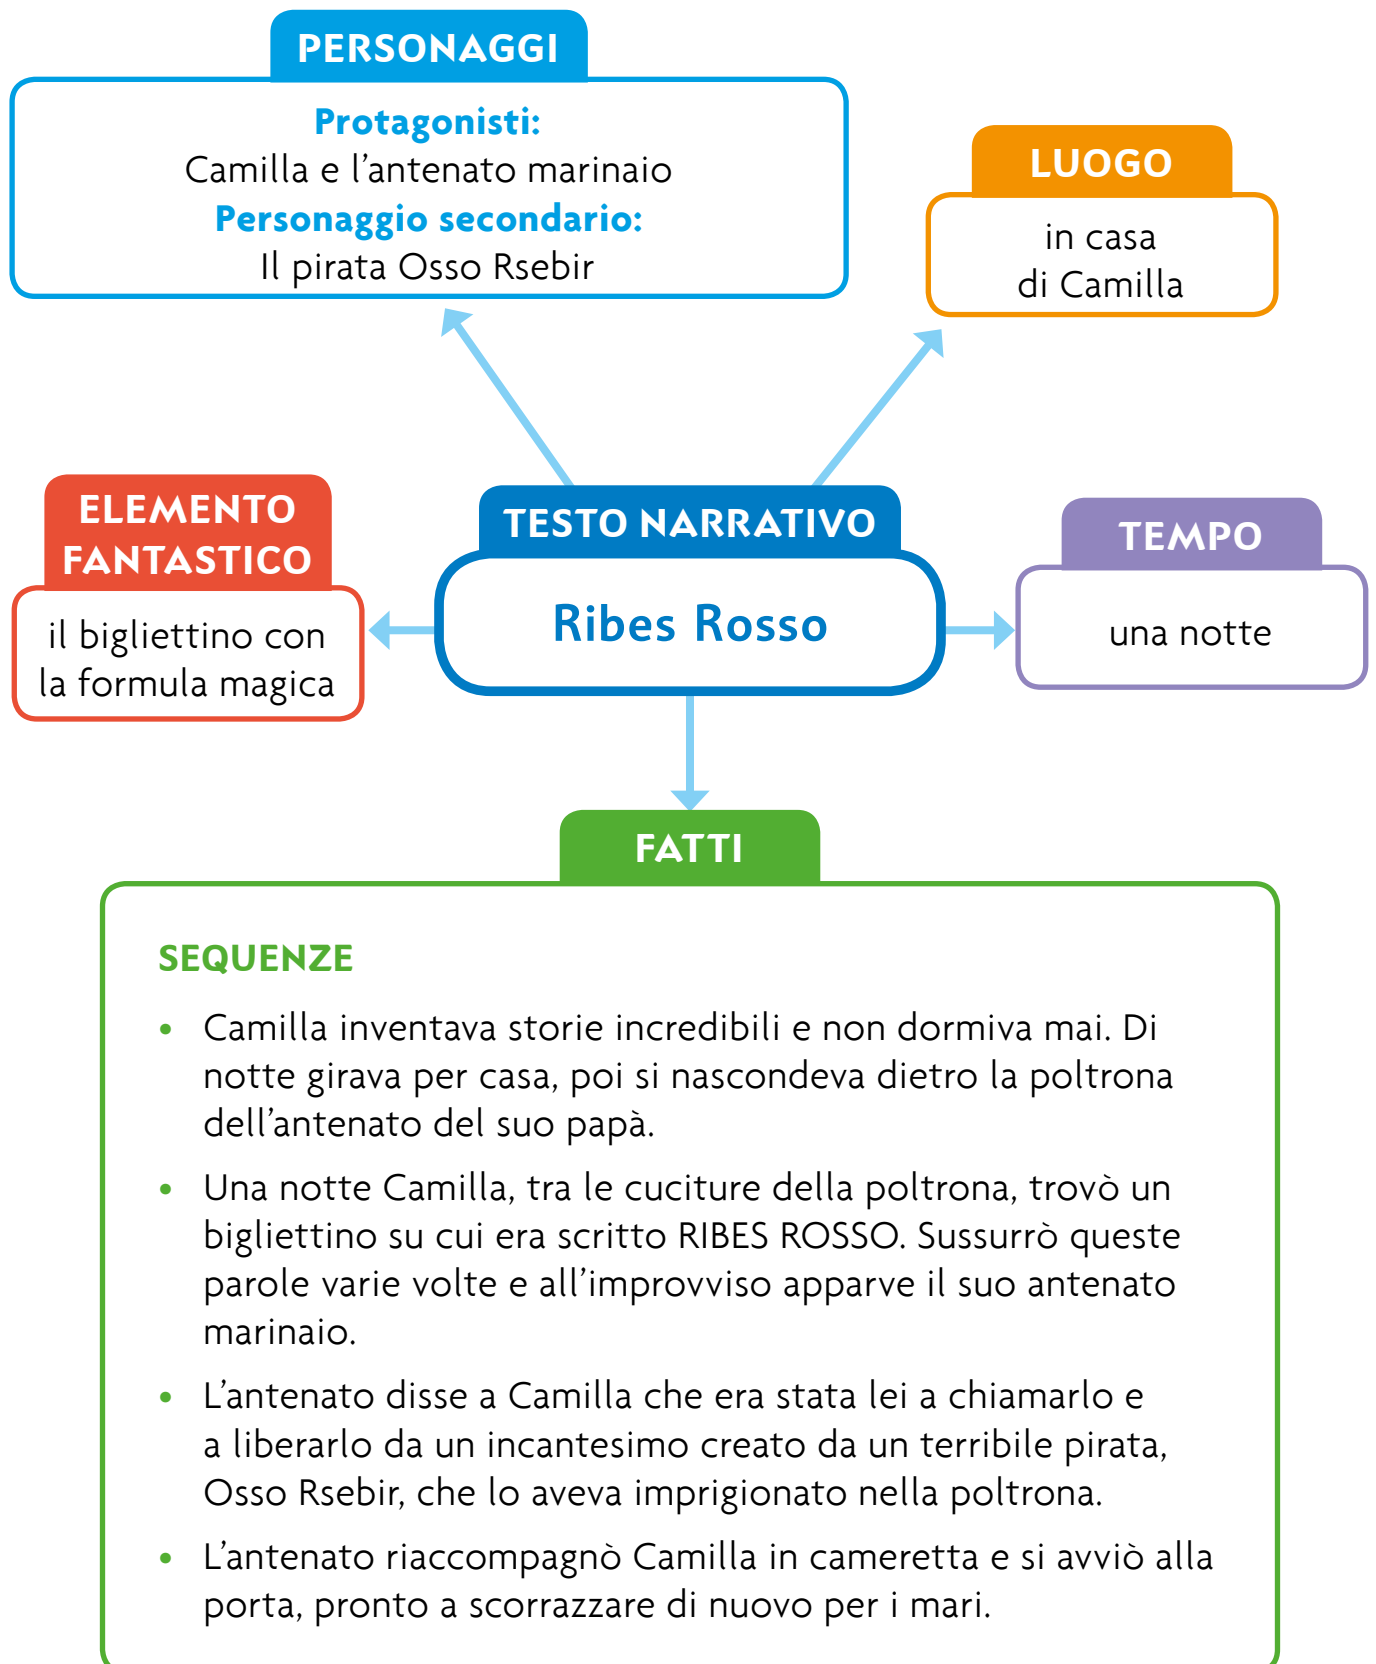 PERSONAGGI
Protagonisti:
Camilla e l'antenato marinaio
Personaggio secondario:
Il pirata Osso Rsebir
LUOGO
in casa
di Camilla
ELEMENTO
FANTASTICO
il bigliettino con
la formula magica
TESTO NARRATIVO
Ribes Rosso
TEMPO
una notte
FATTI
SEQUENZE
• Camilla inventava storie incredibili e non dormiva mai. Di
notte girava per casa, poi si nascondeva dietro la poltrona
dell'antenato del suo papà.
• Una notte Camilla, tra le cuciture della poltrona, trovò un
bigliettino su cui era scritto RIBES ROSSO. Sussurrò queste
parole varie volte e all'improvviso apparve il suo antenato
marinaio.
• L'antenato disse a Camilla che era stata lei a chiamarlo e
a liberarlo da un incantesimo creato da un terribile pirata,
Osso Rsebir, che lo aveva imprigionato nella poltrona.
• L'antenato riaccompagnò Camilla in cameretta e si avviò alla
porta, pronto a scorrazzare di nuovo per i mari.